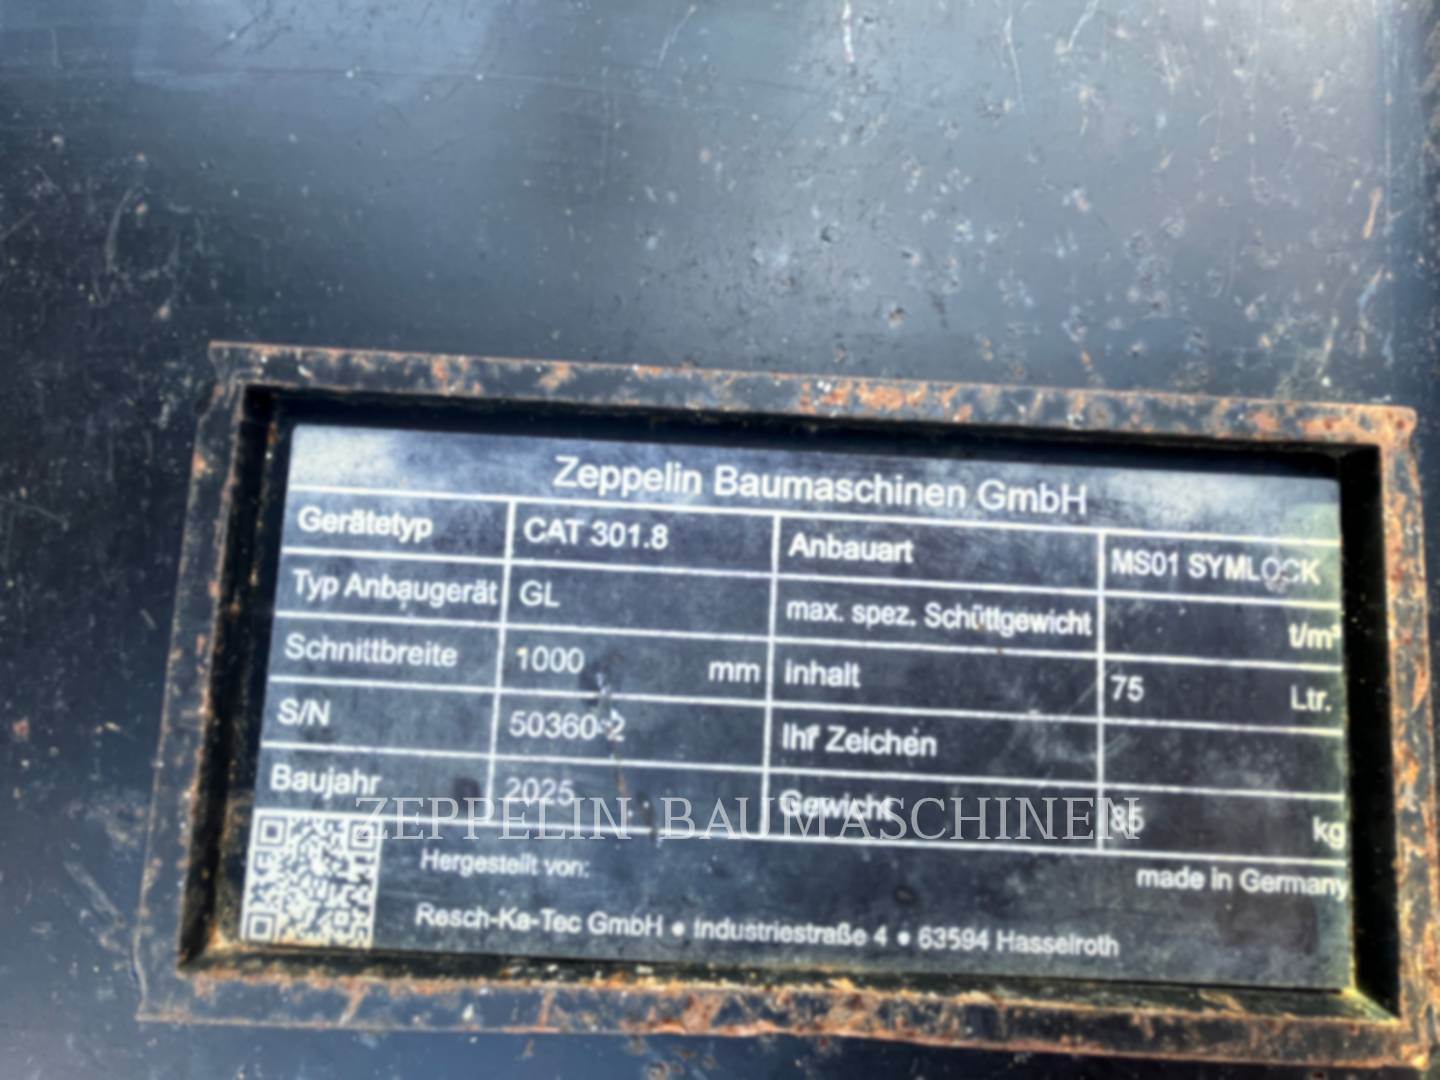 Zeppelin Baumaschinen GmbH
Gerätetyp CAT 301.8 Anbauart MS01 SYMLOCK
Typ Anbaugerät GL max. spez. Schüttgewicht t/m³
Schnittbreite 1000 mm Inhalt 75 Ltr.
S/N 50360-2 Ihr Zeichen
Baujahr 2025 Gewicht 85 kg
ZEPPELIN BAUMASCHINEN
Hergestellt von: made in Germany
Resch-Ka-Tec GmbH ● Industriestraße 4 ● 63594 Hasselroth